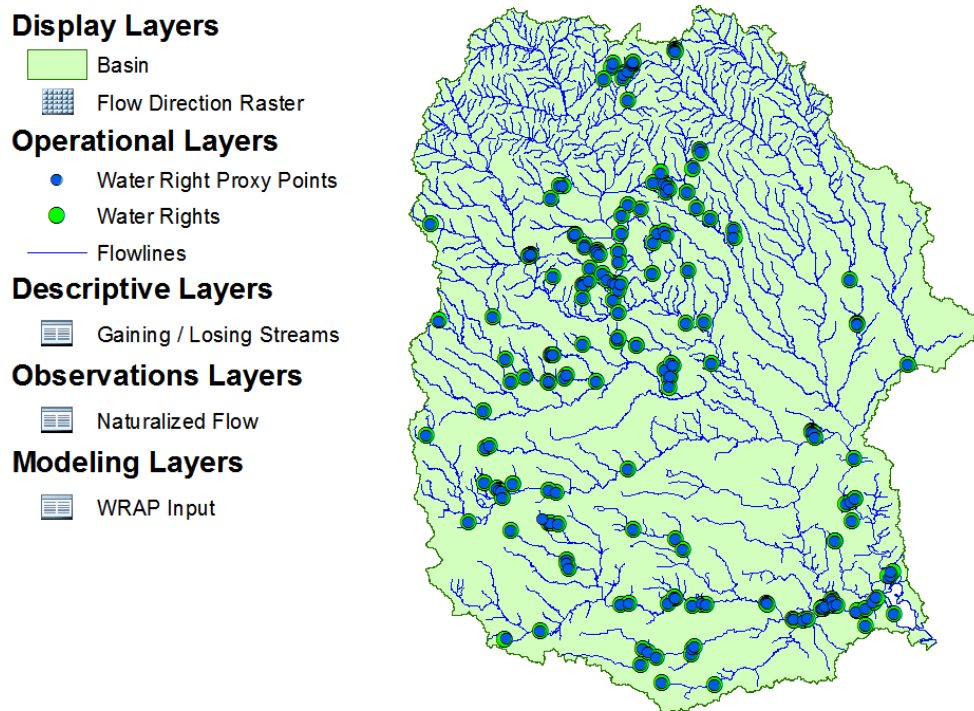 Display Layers
Basin
Flow Direction Raster
Operational Layers
Water Right Proxy Points
Water Rights
Flowlines
Descriptive Layers
Gaining / Losing Streams
Observations Layers
Naturalized Flow
Modeling Layers
WRAP Input